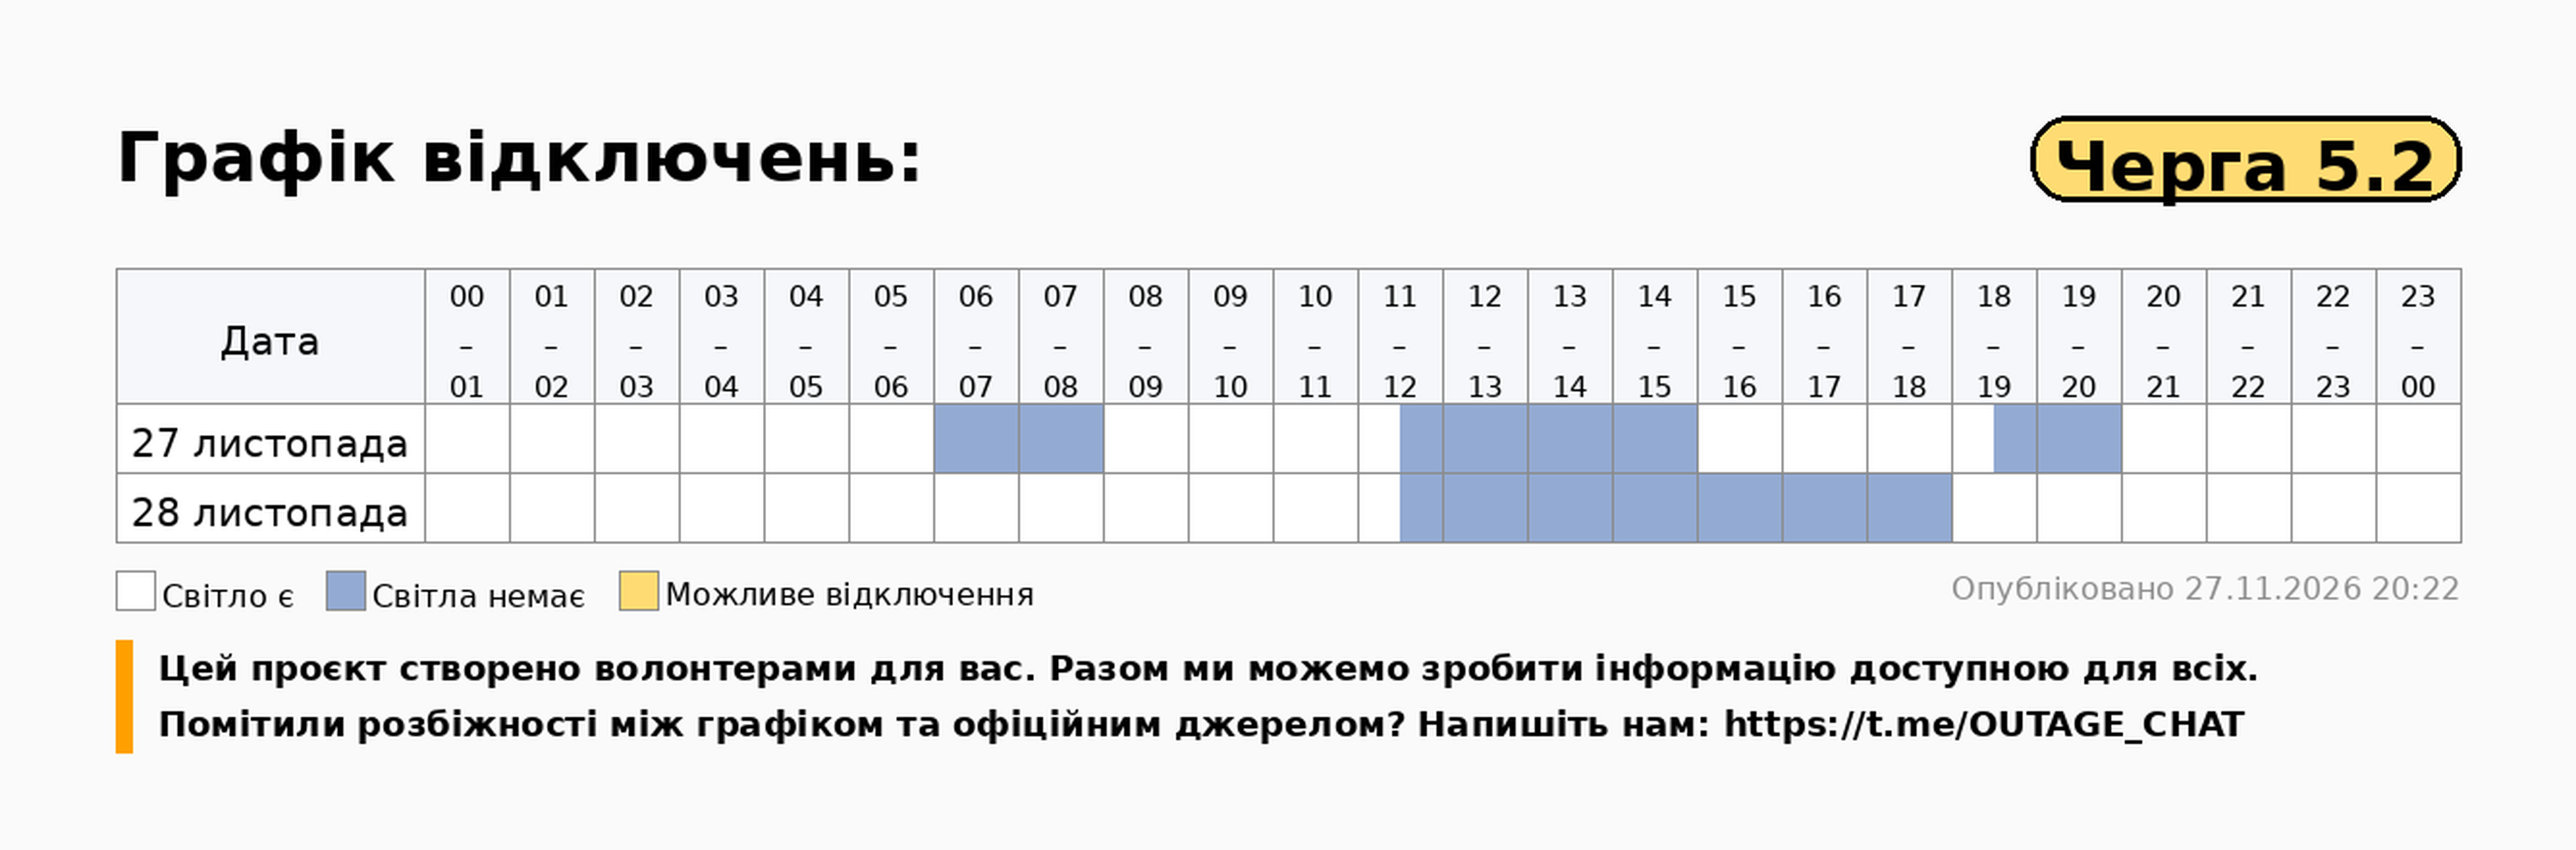 Графік відключень:
Черга 5.2
Дата
00 – 01
01 – 02
02 – 03
03 – 04
04 – 05
05 – 06
06 – 07
07 – 08
08 – 09
09 – 10
10 – 11
11 – 12
12 – 13
13 – 14
14 – 15
15 – 16
16 – 17
17 – 18
18 – 19
19 – 20
20 – 21
21 – 22
22 – 23
23 – 00
27 листопада
28 листопада
Світло є
Світла немає
Можливе відключення
Опубліковано 27.11.2026 20:22
Цей проєкт створено волонтерами для вас. Разом ми можемо зробити інформацію доступною для всіх.
Помітили розбіжності між графіком та офіційним джерелом? Напишіть нам: https://t.me/OUTAGE_CHAT